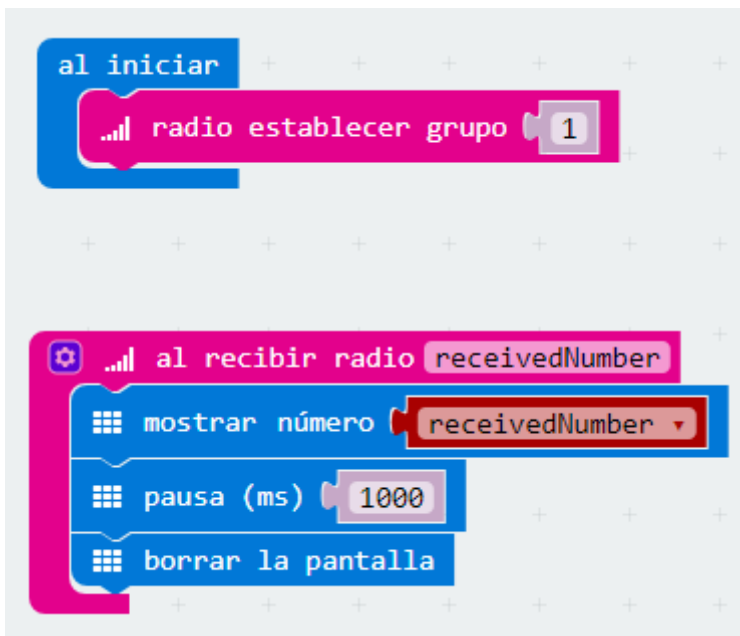 al iniciar
radio establecer grupo 1
al recibir radio receivedNumber
mostrar número receivedNumber
pausa (ms) 1000
borrar la pantalla